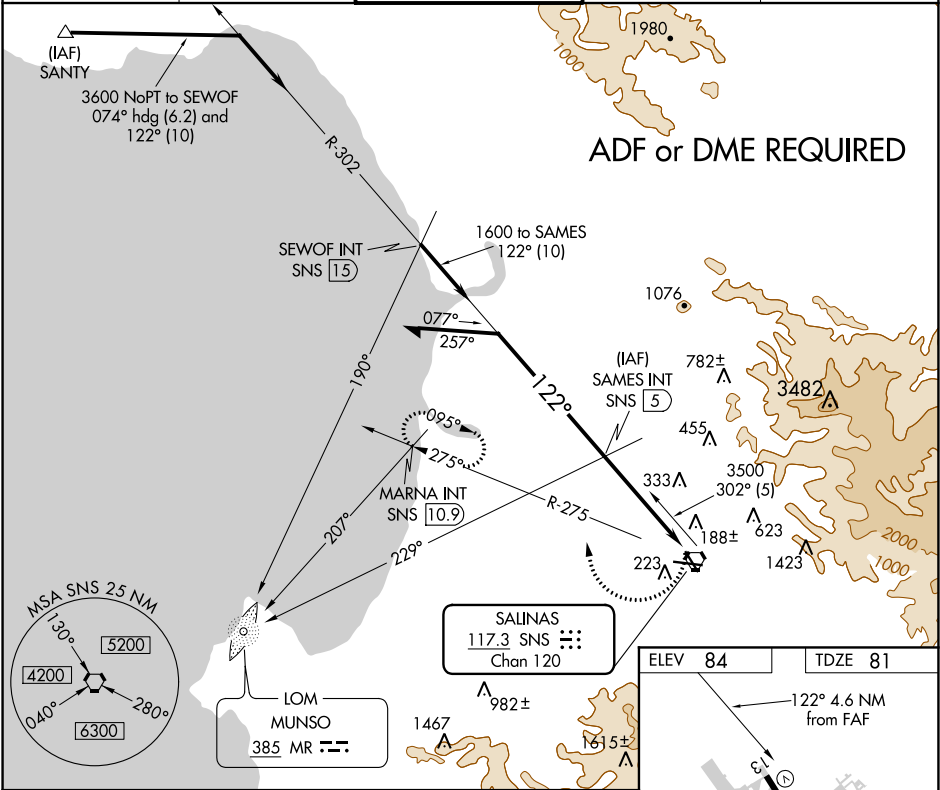 1980
1000
(IAF)
SANTY
3600 NoPT to SEWOF
074° hdg (6.2) and
122° (10)
R-302
ADF or DME REQUIRED
SEWOF INT
SNS 15
1600 to SAMES
122° (10)
1076
077°
257°
190°
122°
(IAF)
SAMES INT
SNS 5
782±
3482
455
095°
275°
333
3500
302° (5)
MARNA INT
SNS 10.9
R-275
207°
229°
188±
623
2000
1000
1423
223
MSA SNS 25 NM
130°
5200
4200
040°
280°
6300
SALINAS
117.3 SNS
Chan 120
LOM
MUNSO
385 MR
982±
1467
1615±
ELEV 84
TDZE 81
122° 4.6 NM
from FAF
13
V